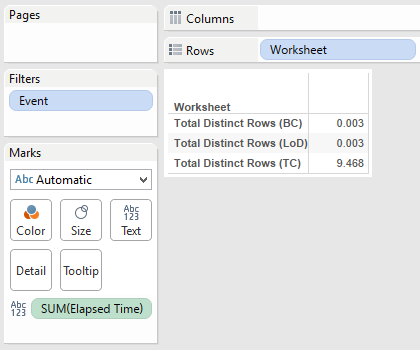 Pages
Columns
Rows
Worksheet
Filters
Event
Worksheet
Total Distinct Rows (BC) 0.003
Total Distinct Rows (LoD) 0.003
Total Distinct Rows (TC) 9.468
Marks
Abc Automatic
Color
Size
Abc
123
Text
Detail
Tooltip
Abc
123
SUM(Elapsed Time)